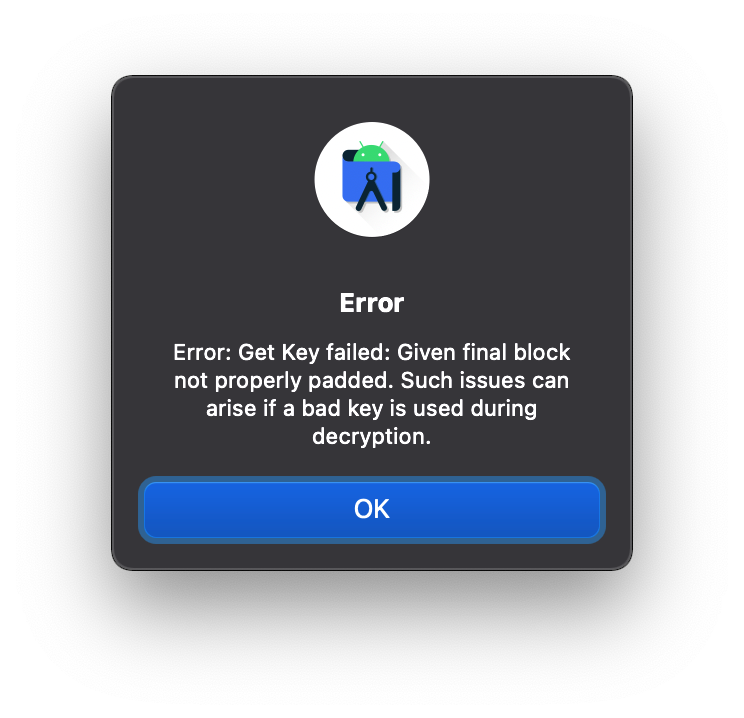 Error
Error: Get Key failed: Given final block
not properly padded. Such issues can
arise if a bad key is used during
decryption.
OK